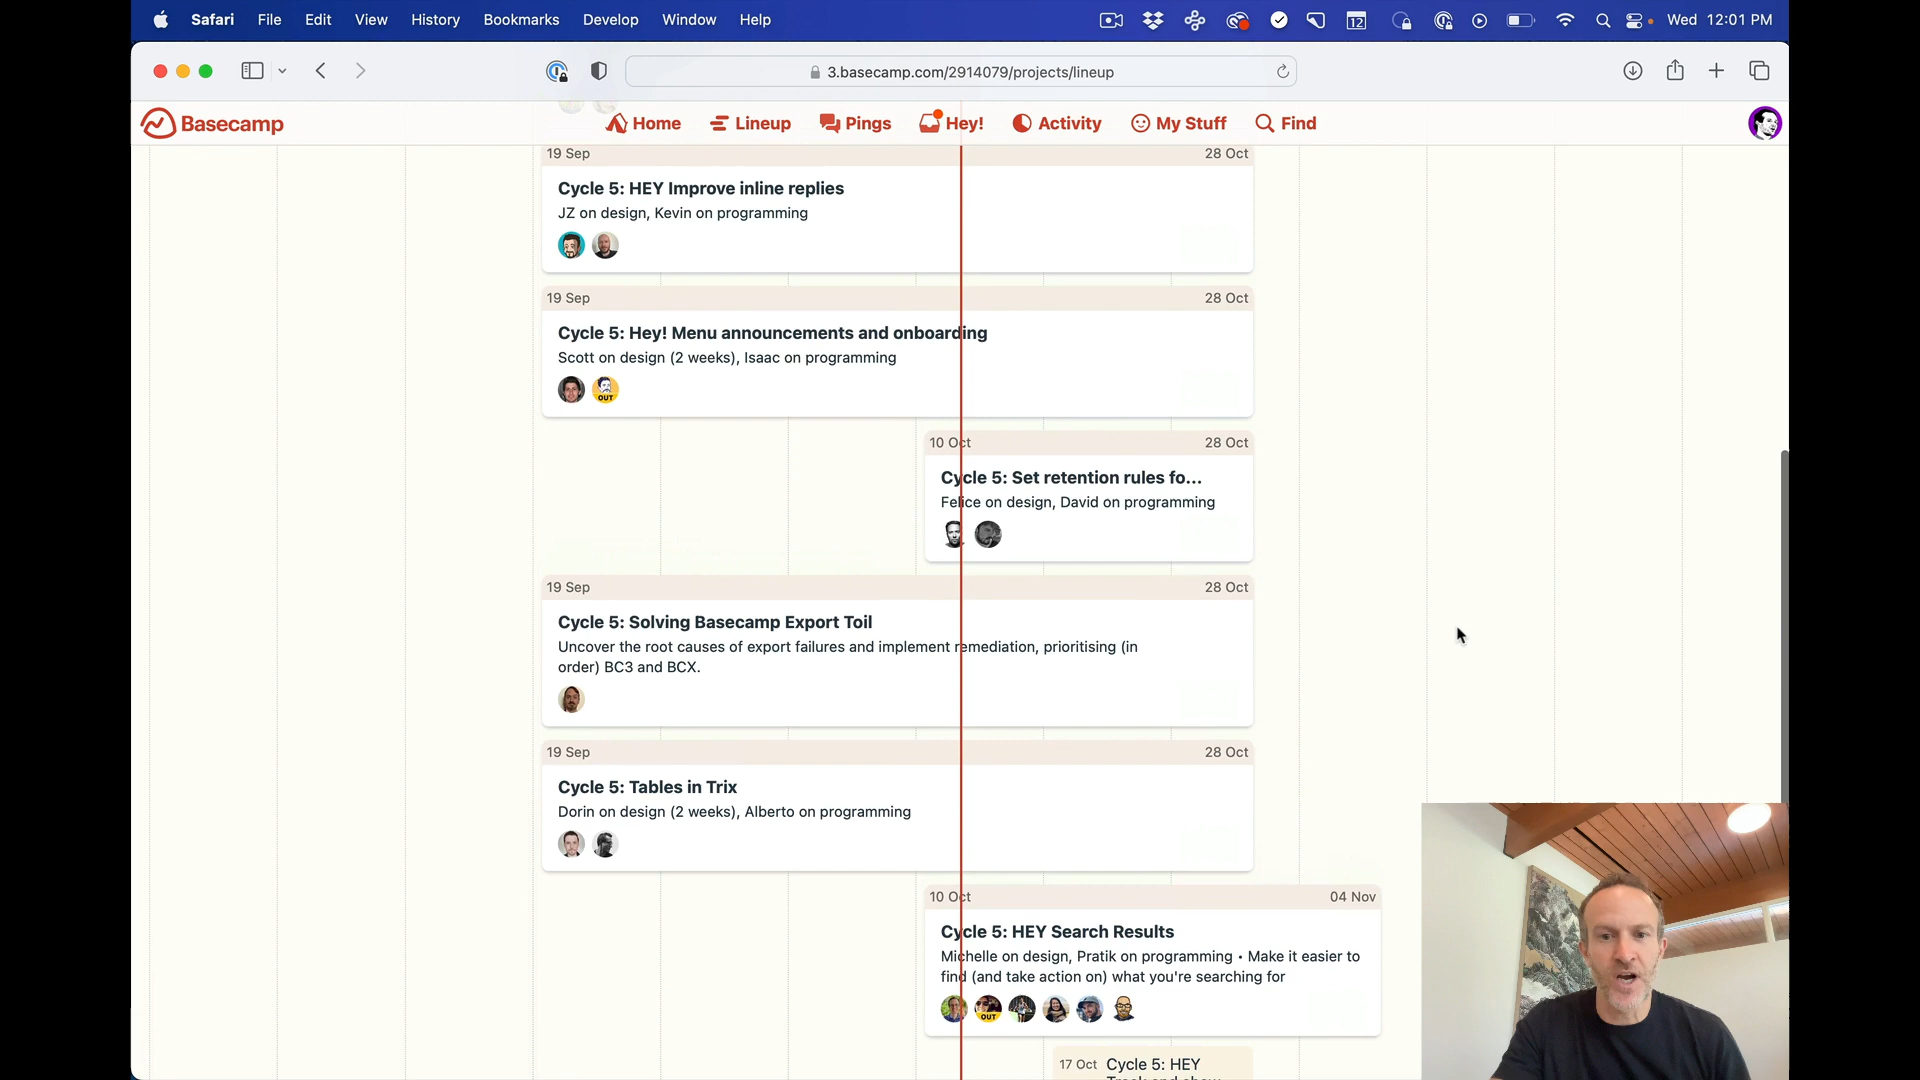 Safari File Edit View History Bookmarks Develop Window Help 12 Wed 12:01 PM
3.basecamp.com/2914079/projects/lineup
Basecamp Home Lineup Pings Hey! Activity My Stuff Find
19 Sep 28 Oct
Cycle 5: HEY Improve inline replies
JZ on design, Kevin on programming
19 Sep 28 Oct
Cycle 5: Hey! Menu announcements and onboarding
Scott on design (2 weeks), Isaac on programming
OUT
10 Oct 28 Oct
Cycle 5: Set retention rules fo...
Felice on design, David on programming
19 Sep 28 Oct
Cycle 5: Solving Basecamp Export Toil
Uncover the root causes of export failures and implement remediation, prioritising (in
order) BC3 and BCX.
19 Sep 28 Oct
Cycle 5: Tables in Trix
Dorin on design (2 weeks), Alberto on programming
10 Oct 04 Nov
Cycle 5: HEY Search Results
Michelle on design, Pratik on programming • Make it easier to
find (and take action on) what you're searching for
OUT
17 Oct Cycle 5: HEY